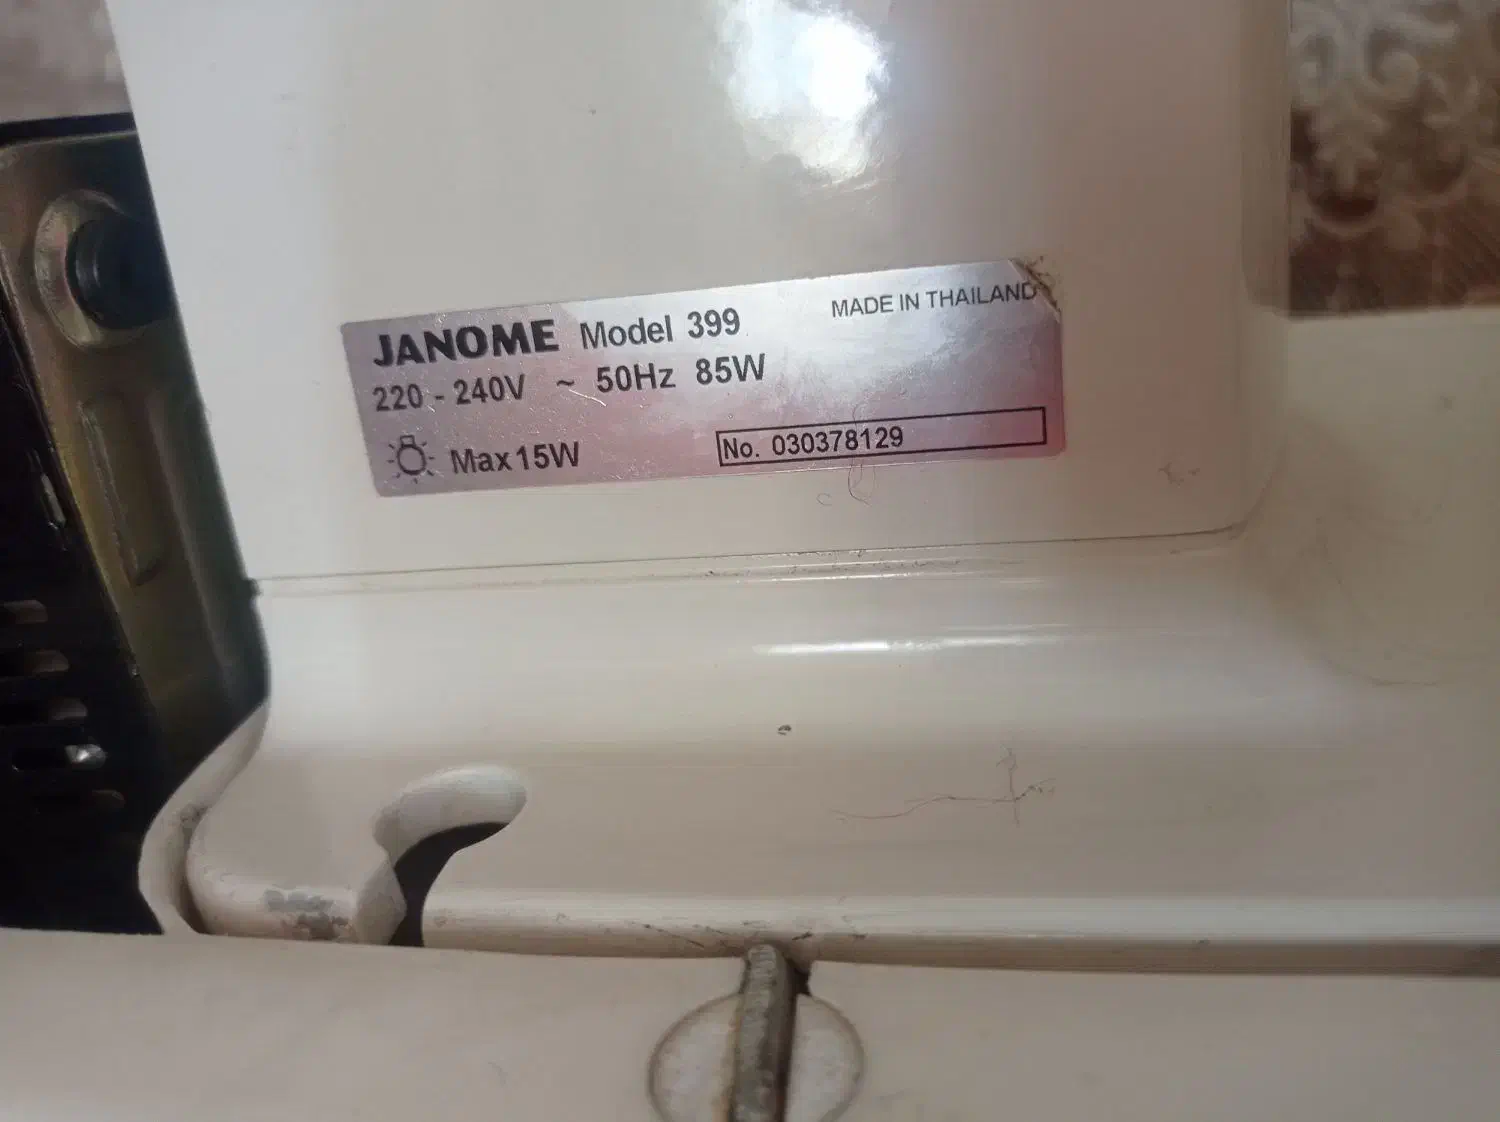 JANOME Model 399 MADE IN THAILAND
220 - 240V ~ 50Hz 85W
Max 15W No. 030378129